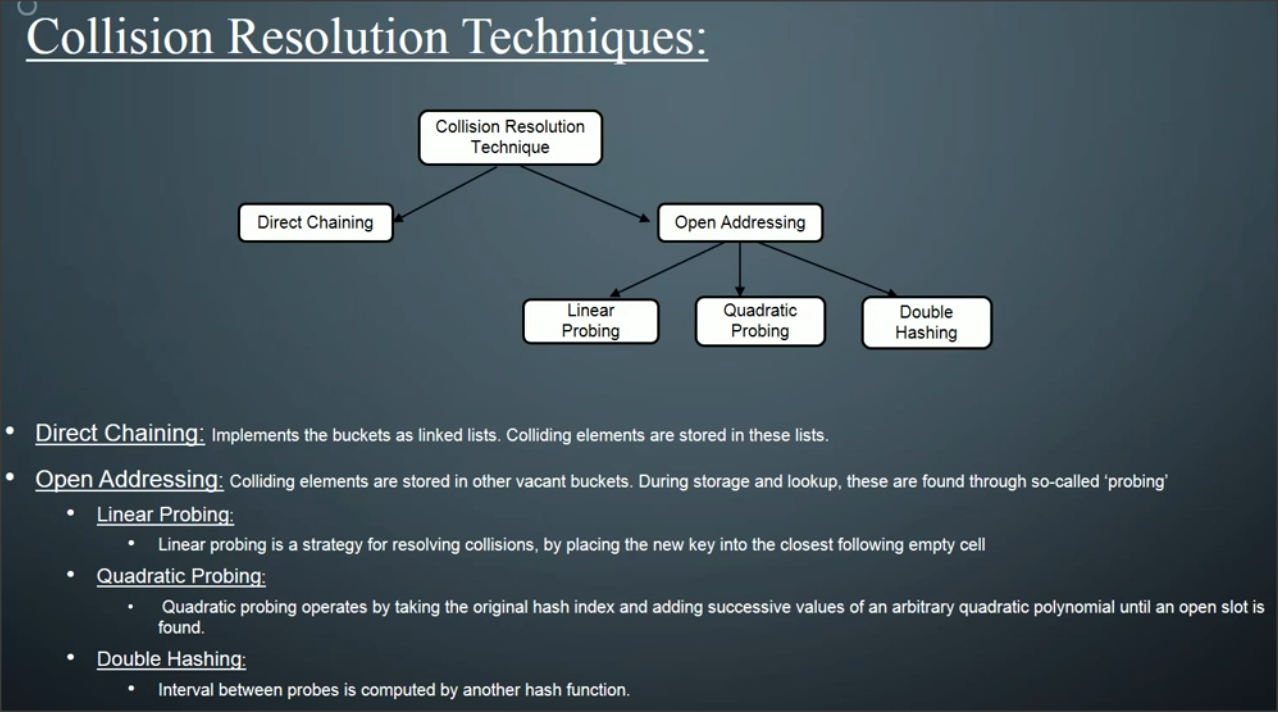 Collision Resolution Techniques:
Collision Resolution
Technique
Direct Chaining
Open Addressing
Linear
Probing
Quadratic
Probing
Double
Hashing
• Direct Chaining: Implements the buckets as linked lists. Colliding elements are stored in these lists.
• Open Addressing: Colliding elements are stored in other vacant buckets. During storage and lookup, these are found through so-called ‘probing’
• Linear Probing:
• Linear probing is a strategy for resolving collisions, by placing the new key into the closest following empty cell
• Quadratic Probing:
• Quadratic probing operates by taking the original hash index and adding successive values of an arbitrary quadratic polynomial until an open slot is
found.
• Double Hashing:
• Interval between probes is computed by another hash function.